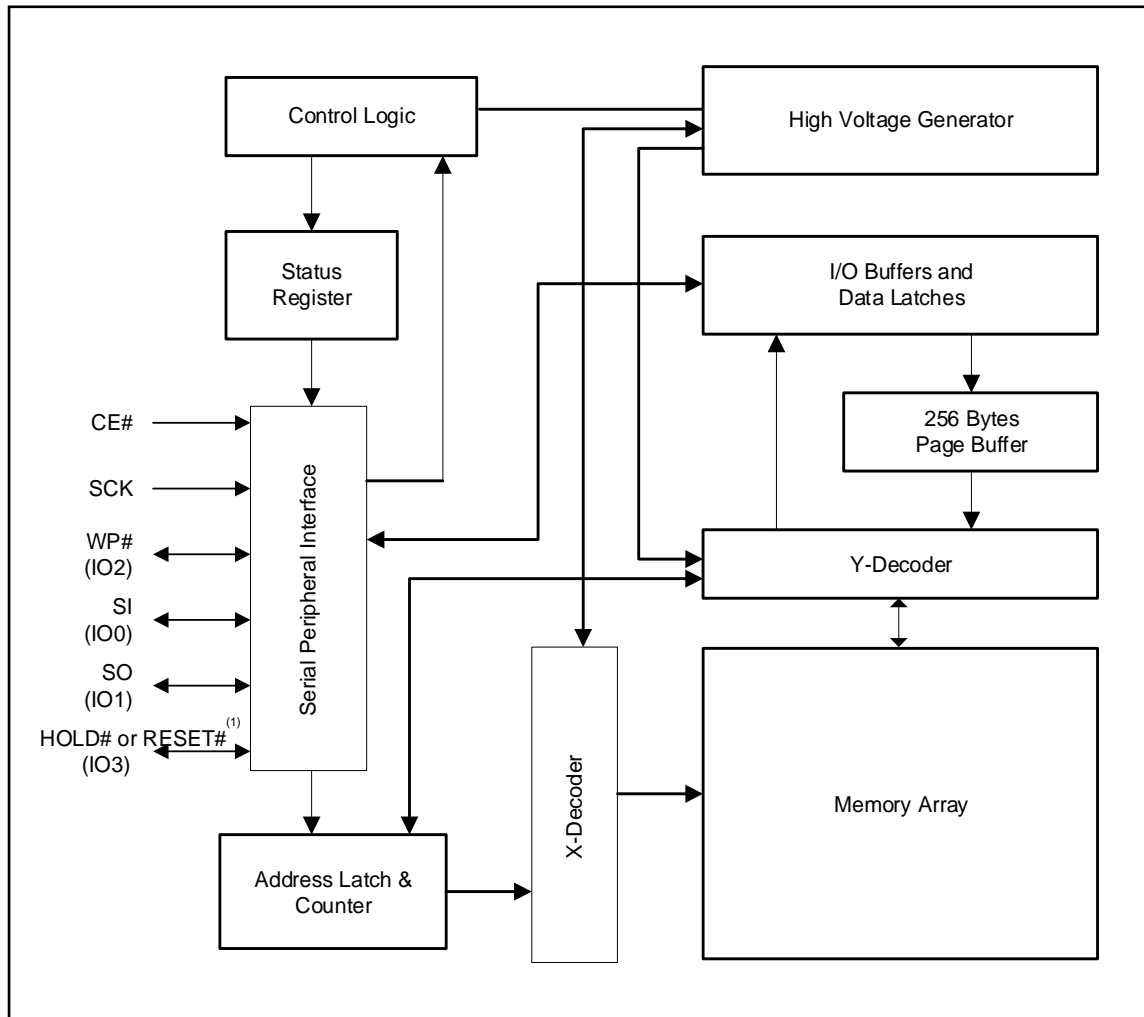 Control Logic
High Voltage Generator
Status
Register
I/O Buffers and
Data Latches
256 Bytes
Page Buffer
Y-Decoder
CE#
SCK
WP#
(IO2)
SI
(IO0)
SO
(IO1)
HOLD# or RESET#(1)
(IO3)
Serial Peripheral Interface
X-Decoder
Memory Array
Address Latch &
Counter